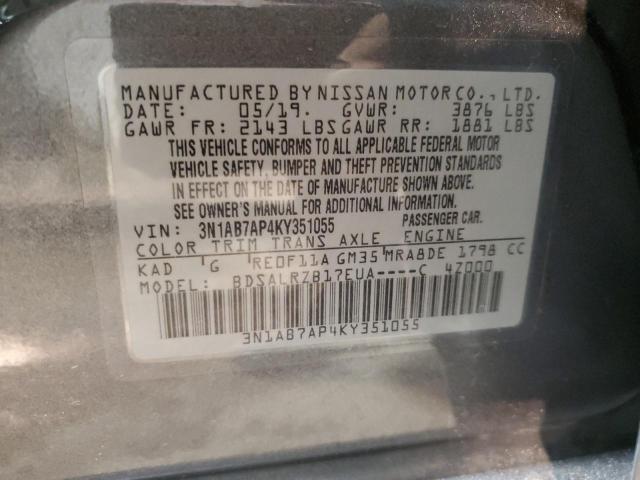 MANUFACTURED BY NISSAN MOTOR CO., LTD.
DATE: 05/19. GVWR: 3876 LBS
GAWR FR: 2143 LBS GAWR RR: 1881 LBS
THIS VEHICLE CONFORMS TO ALL APPLICABLE FEDERAL MOTOR
VEHICLE SAFETY, BUMPER AND THEFT PREVENTION STANDARDS
IN EFFECT ON THE DATE OF MANUFACTURE SHOWN ABOVE.
SEE OWNER'S MANUAL FOR ADDITIONAL INFORMATION.
VIN: 3N1AB7AP4KY351055 PASSENGER CAR.
COLOR TRIM TRANS AXLE ENGINE
KAD G RE0F11A GM35 MRA8DE 1798 CC
MODEL: BDSALRZB17EUA----C 4Z000
3N1AB7AP4KY351055